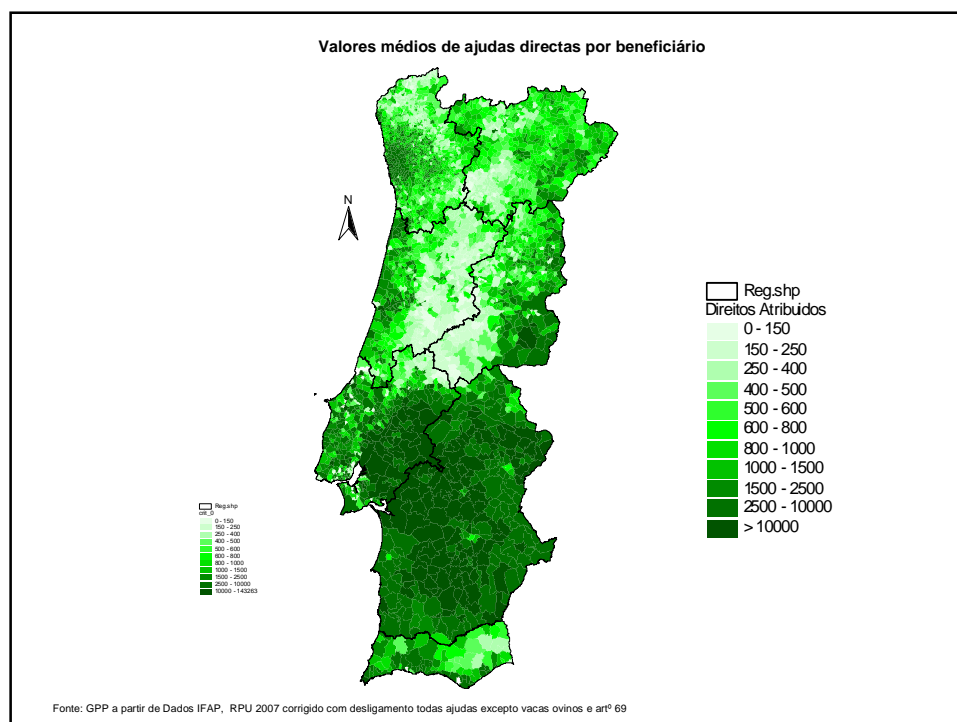 Valores médios de ajudas directas por beneficiário
N
Reg.shp
Direitos Atribuidos
0 - 150
150 - 250
250 - 400
400 - 500
500 - 600
600 - 800
800 - 1000
1000 - 1500
1500 - 2500
2500 - 10000
> 10000
Reg.shp
crit_0
0 - 150
150 - 250
250 - 400
400 - 500
500 - 600
600 - 800
800 - 1000
1000 - 1500
1500 - 2500
2500 - 10000
10000 - 143263
Fonte: GPP a partir de Dados IFAP, RPU 2007 corrigido com desligamento todas ajudas excepto vacas ovinos e artº 69